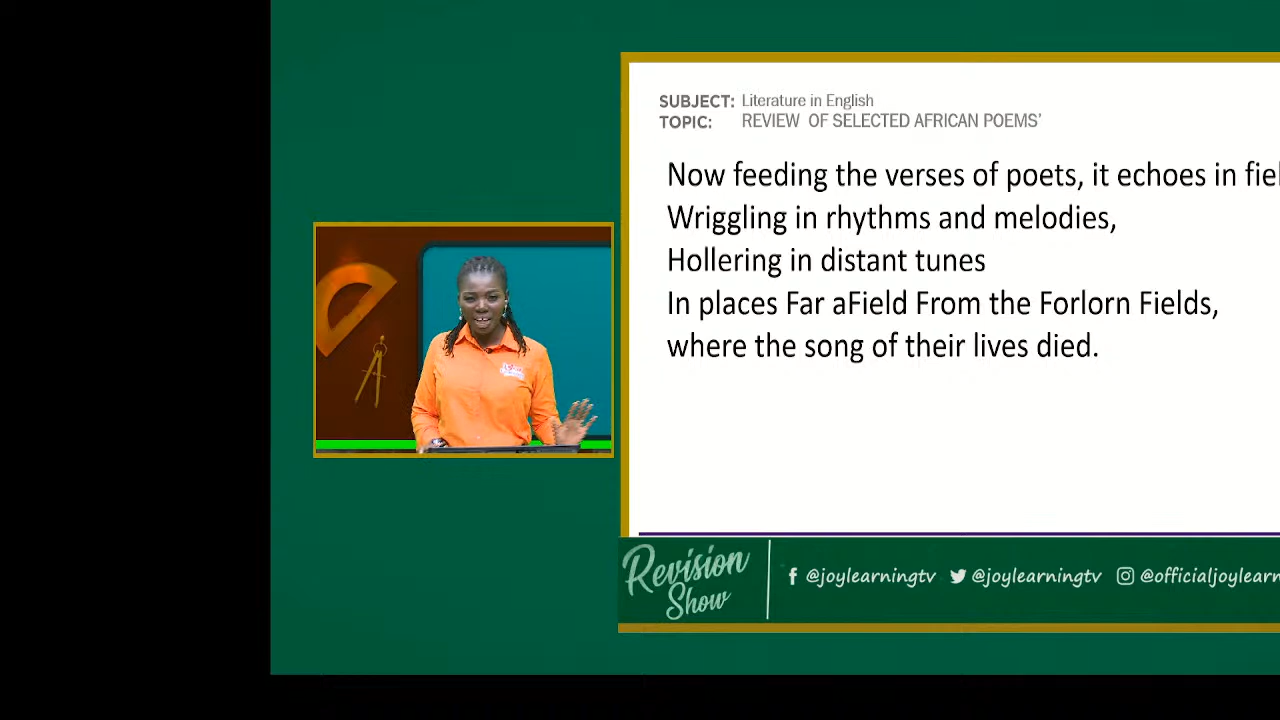 SUBJECT: Literature in English
TOPIC: REVIEW OF SELECTED AFRICAN POEMS'
Now feeding the verses of poets, it echoes in
Wriggling in rhythms and melodies,
Hollering in distant tunes
In places Far aField From the Forlorn Fields,
where the song of their lives died.
Revision
Show
@joylearningtv @joylearningtv